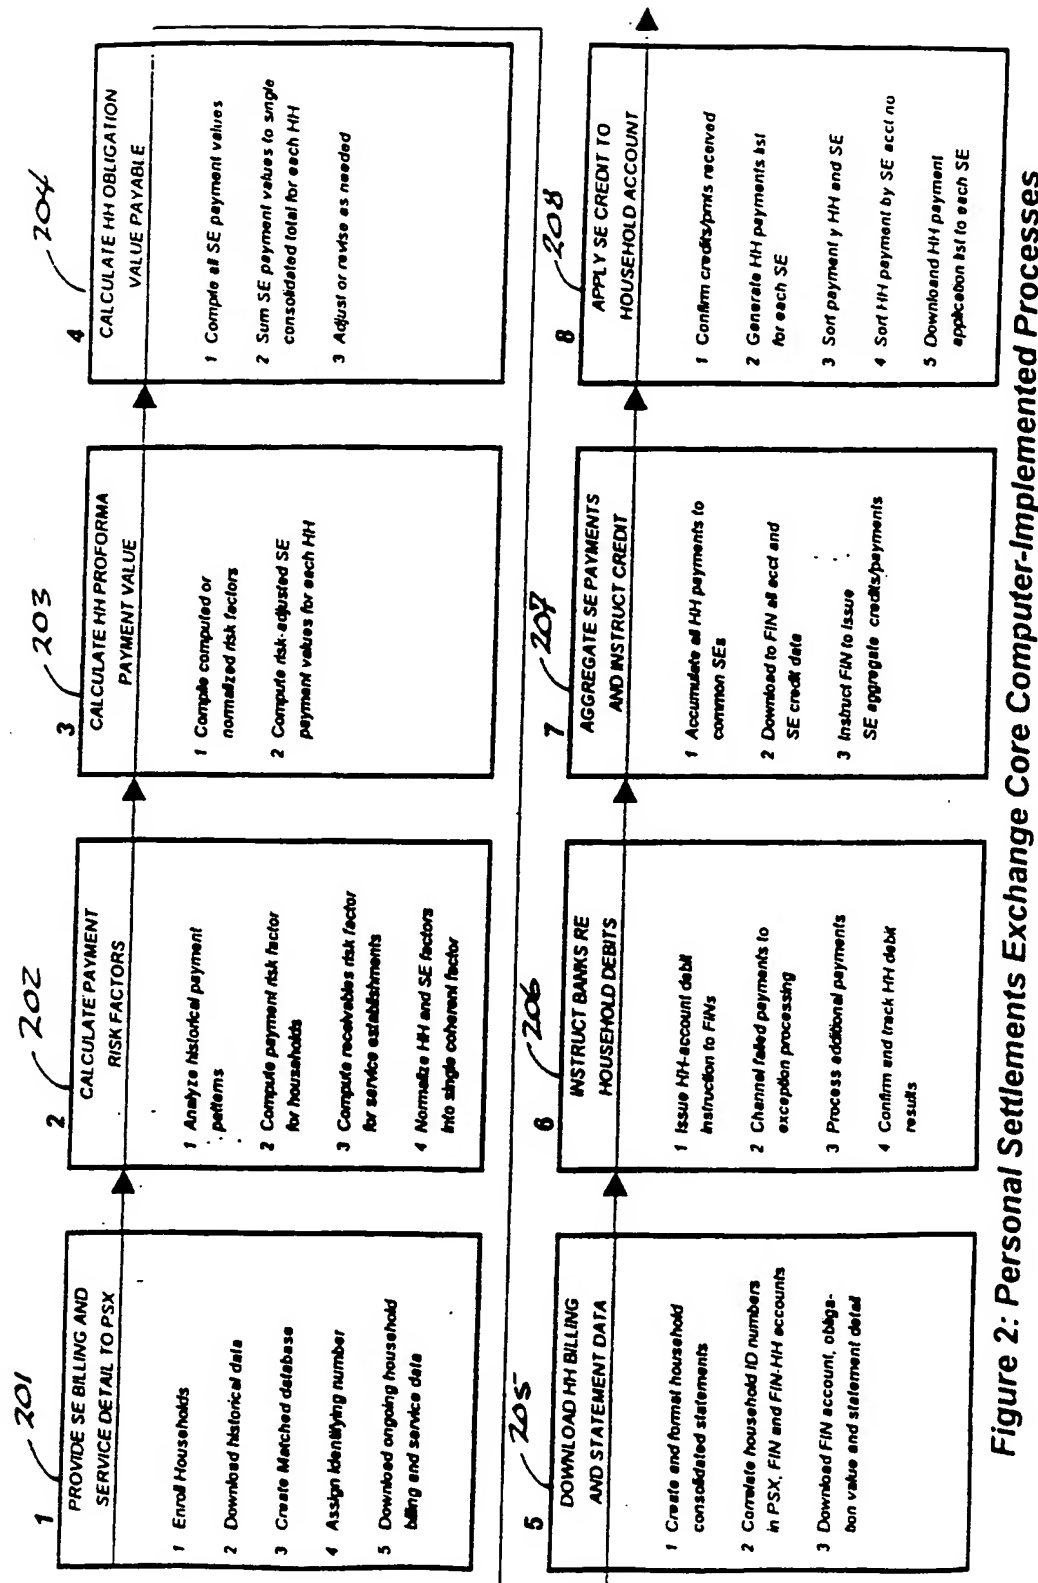 201
1
PROVIDE SE BILLING AND
SERVICE DETAIL TO PSX
1 Enroll Households
2 Download historical data
3 Create Matched database
4 Assign Identifying number
5 Download ongoing household
billing and service data
202
2
CALCULATE PAYMENT
RISK FACTORS
1 Analyze historical payment
patterns
2 Compute payment risk factor
for households
3 Compute receivables risk factor
for service establishments
4 Normalize HH and SE factors
into single coherent factor
203
3
CALCULATE HH PROFORMA
PAYMENT VALUE
1 Compile computed or
normalized risk factors
2 Compute risk-adjusted SE
payment values for each HH
204
4
CALCULATE HH OBLIGATION
VALUE PAYABLE
1 Compile all SE payment values
2 Sum SE payment values to single
consolidated total for each HH
3 Adjust or revise as needed
205
5
DOWNLOAD HH BILLING
AND STATEMENT DATA
1 Create and format household
consolidated statements
2 Correlate household ID numbers
in PSX, FIN and FIN-HH accounts
3 Download FIN account, obliga-
tion value and statement detail
206
6
INSTRUCT BANKS RE
HOUSEHOLD DEBITS
1 Issue HH-account debit
Instruction to FINs
2 Channel failed payments to
exception processing
3 Process additional payments
4 Confirm and track HH debit
results
207
7
AGGREGATE SE PAYMENTS
AND INSTRUCT CREDIT
1 Accumulate all HH payments to
common SEs
2 Download to FIN all acct and
SE credit date
3 Instruct FIN to issue
SE aggregate credits/payments
208
8
APPLY SE CREDIT TO
HOUSEHOLD ACCOUNT
1 Confirm credits/pmts received
2 Generate HH payments list
for each SE
3 Sort payment y HH and SE
4 Sort HH payment by SE acct no
5 Download HH payment
application list to each SE
Figure 2: Personal Settlements Exchange Core Computer-Implemented Processes